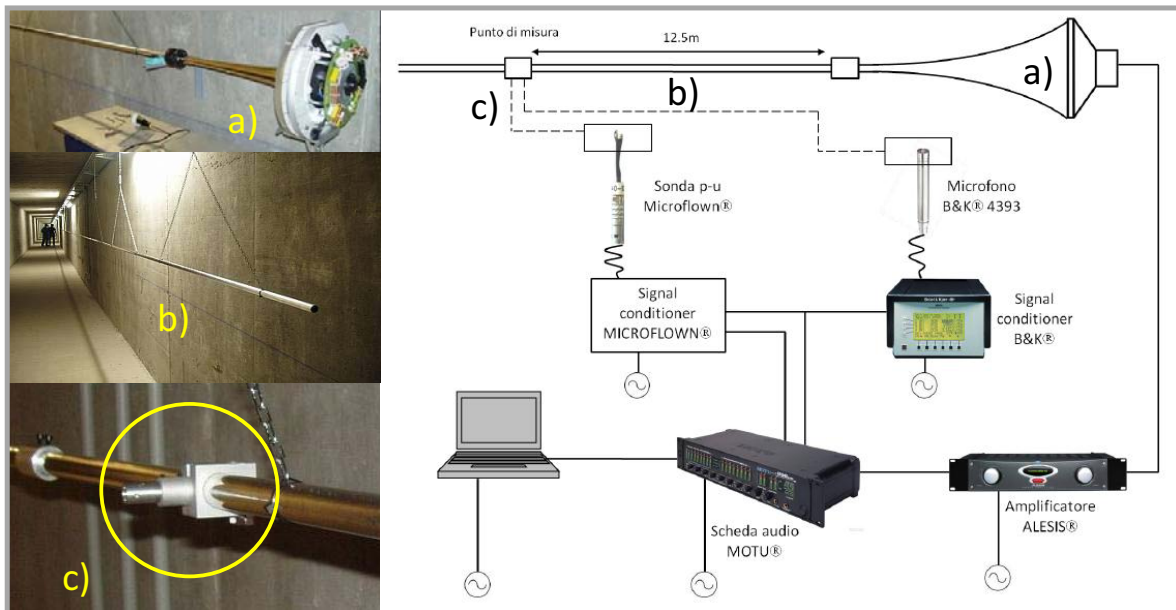 a)
b)
c)
Punto di misura
12.5m
a)
b)
c)
Sonda p-u
Microflown®
Microfono
B&K® 4393
Signal
conditioner
MICROFLOWN®
Signal
conditioner
B&K®
Scheda audio
MOTU®
Amplificatore
ALESIS®